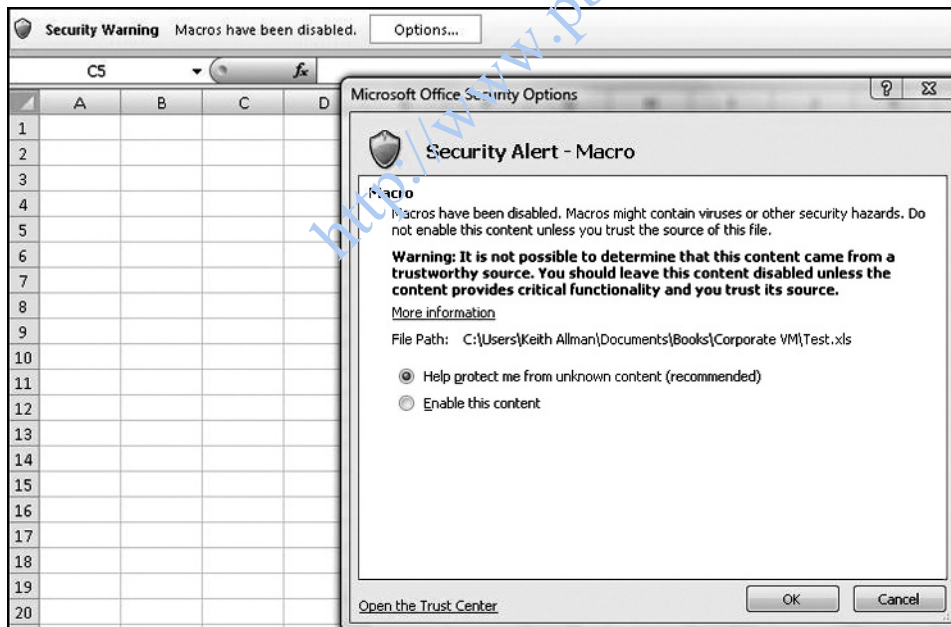 Security Warning Macros have been disabled. Options...
C5 fx
A B C D
1
2
3
4
5
6
7
8
9
10
11
12
13
14
15
16
17
18
19
20
Microsoft Office Security Options
Security Alert - Macro
Macro
Macros have been disabled. Macros might contain viruses or other security hazards. Do
not enable this content unless you trust the source of this file.
Warning: It is not possible to determine that this content came from a
trustworthy source. You should leave this content disabled unless the
content provides critical functionality and you trust its source.
More information
File Path: C:\Users\Keith Allman\Documents\Books\Corporate VM\Test.xls
Help protect me from unknown content (recommended)
Enable this content
Open the Trust Center OK Cancel
http://www.p